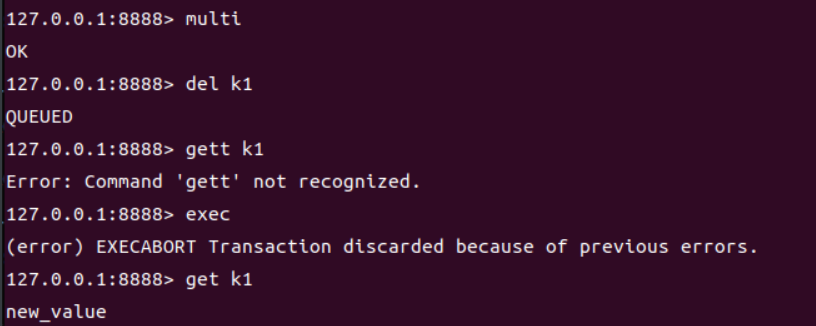 127.0.0.1:8888> multi
OK
127.0.0.1:8888> del k1
QUEUED
127.0.0.1:8888> gett k1
Error: Command 'gett' not recognized.
127.0.0.1:8888> exec
(error) EXECABORT Transaction discarded because of previous errors.
127.0.0.1:8888> get k1
new_value